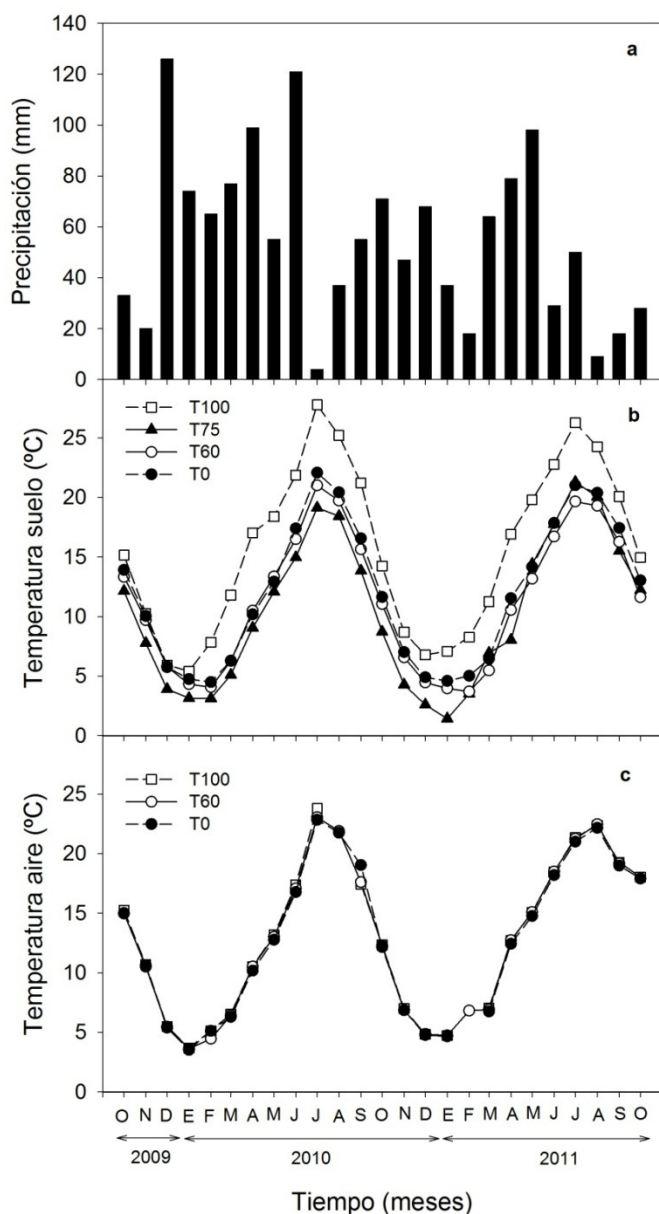 a
140
120
100
80
60
40
20
0
Precipitación (mm)
b
T100
T75
T60
T0
25
20
15
10
5
0
Temperatura suelo (ºC)
c
T100
T60
T0
25
20
15
10
5
0
Temperatura aire (ºC)
O N D E F M A M J J A S O N D E F M A M J J A S O
2009 2010 2011
Tiempo (meses)